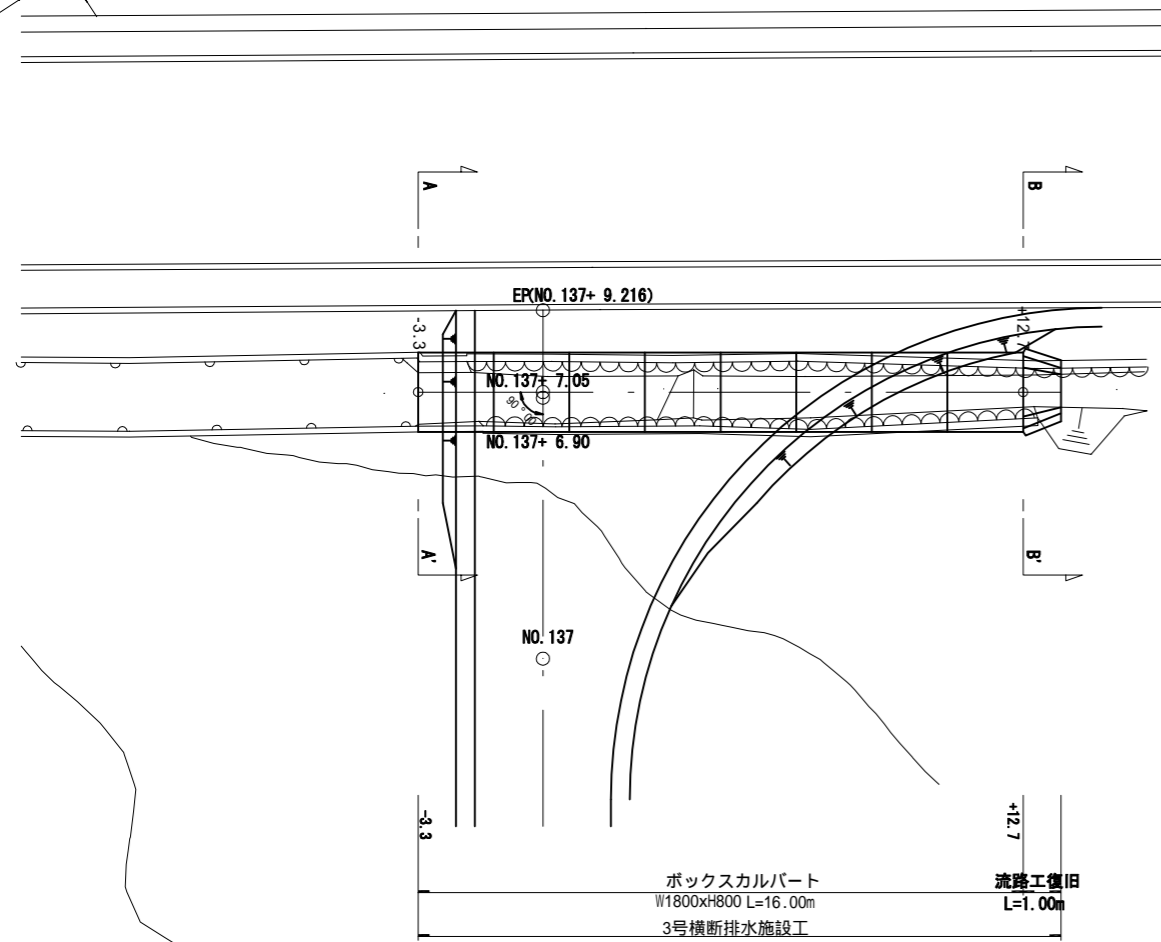 A
B
EP(NO. 137+ 9.216)
-3.3
+12.7
NO. 137+ 7.05
90°00
NO. 137+ 6.90
A'
B'
NO. 137
-3.3
+12.7
ボックスカルバート
流路工復旧
W1800xH800 L=16.00m
L=1.00m
3号横断排水施設工